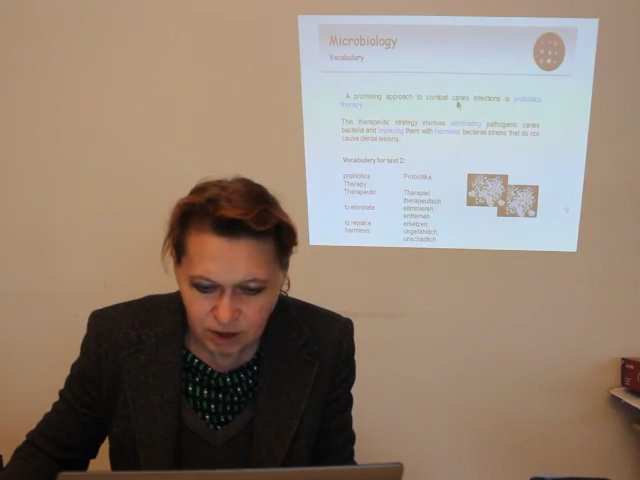 Microbiology
Vocabulary
A promising approach to combat caries infections is probiotics
therapy.
This therapeutic strategy involves eliminating pathogenic caries
bacteria and replacing them with harmless bacterial strains that do not
cause dental lesions.
Vocabulary for text 2:
probiotics Probiotika
Therapy
Therapeutic Therapie/
therapeutisch
to eliminate eliminieren,
entfernen
to replace ersetzen
harmless ungefährlich,
unschädlich